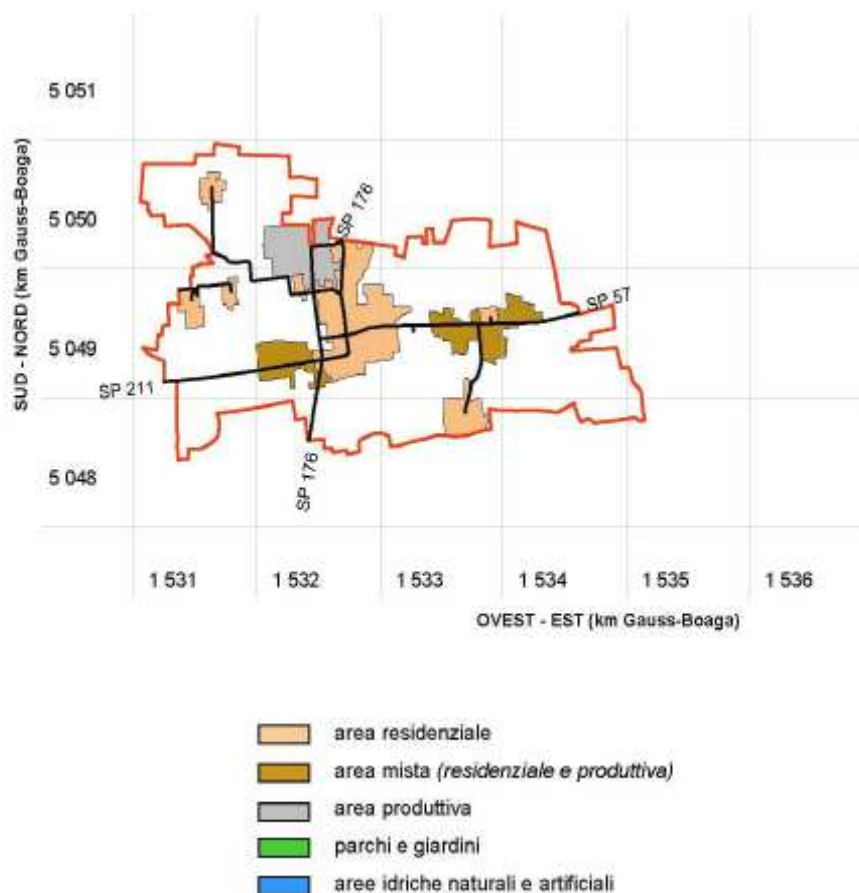 5 051
SUD - NORD (km Gauss-Boaga)
5 050
SP 176
SP 57
5 049
SP 211
SP 176
5 048
1 531 1 532 1 533 1 534 1 535 1 536
OVEST - EST (km Gauss-Boaga)
area residenziale
area mista (residenziale e produttiva)
area produttiva
parchi e giardini
aree idriche naturali e artificiali